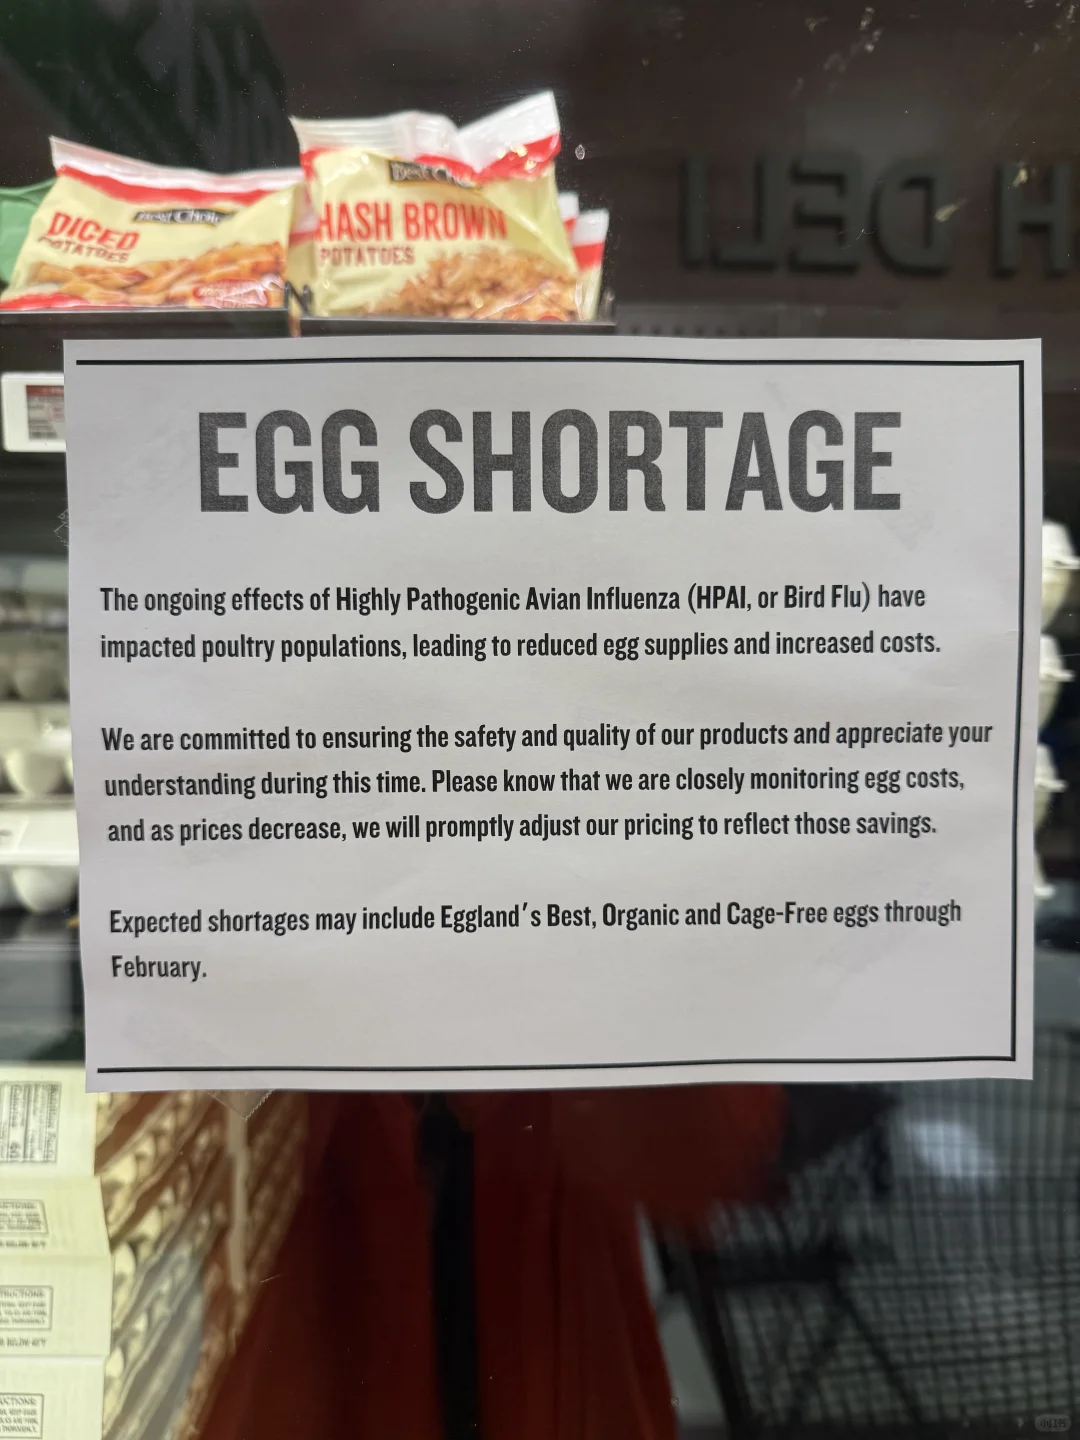 Best Choice
DICED
POTATOES
Best Choice
HASH BROWN
POTATOES
H DELI
EGG SHORTAGE
The ongoing effects of Highly Pathogenic Avian Influenza (HPAI, or Bird Flu) have
impacted poultry populations, leading to reduced egg supplies and increased costs.
We are committed to ensuring the safety and quality of our products and appreciate your
understanding during this time. Please know that we are closely monitoring egg costs,
and as prices decrease, we will promptly adjust our pricing to reflect those savings.
Expected shortages may include Eggland's Best, Organic and Cage-Free eggs through
February.